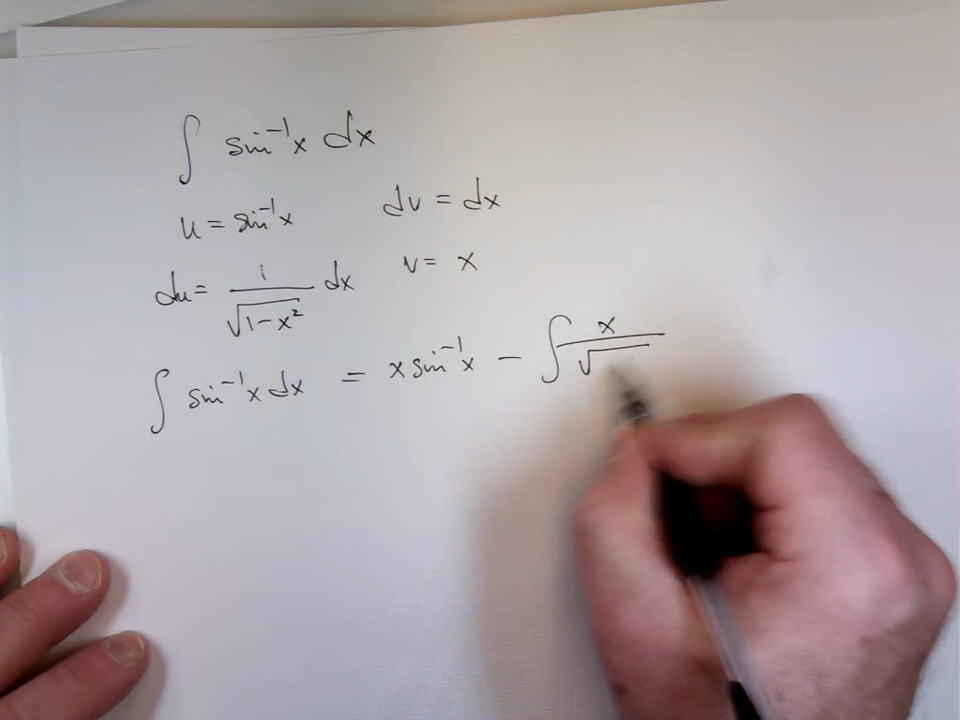 ∫ sin⁻¹x dx
u = sin⁻¹x dv = dx
du = 1/√(1-x²) dx v = x
∫ sin⁻¹x dx = x sin⁻¹x - ∫ x/√